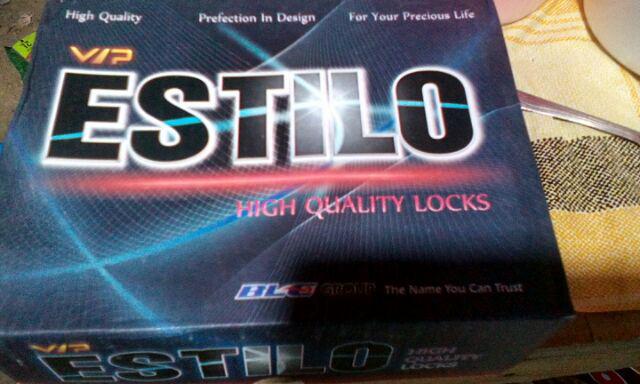 High Quality Prefection In Design For Your Precious Life
VIP
ESTILO
HIGH QUALITY LOCKS
GROUP The Name You Can Trust
VIP
ESTILO HIGH
QUALITY
LOCKS